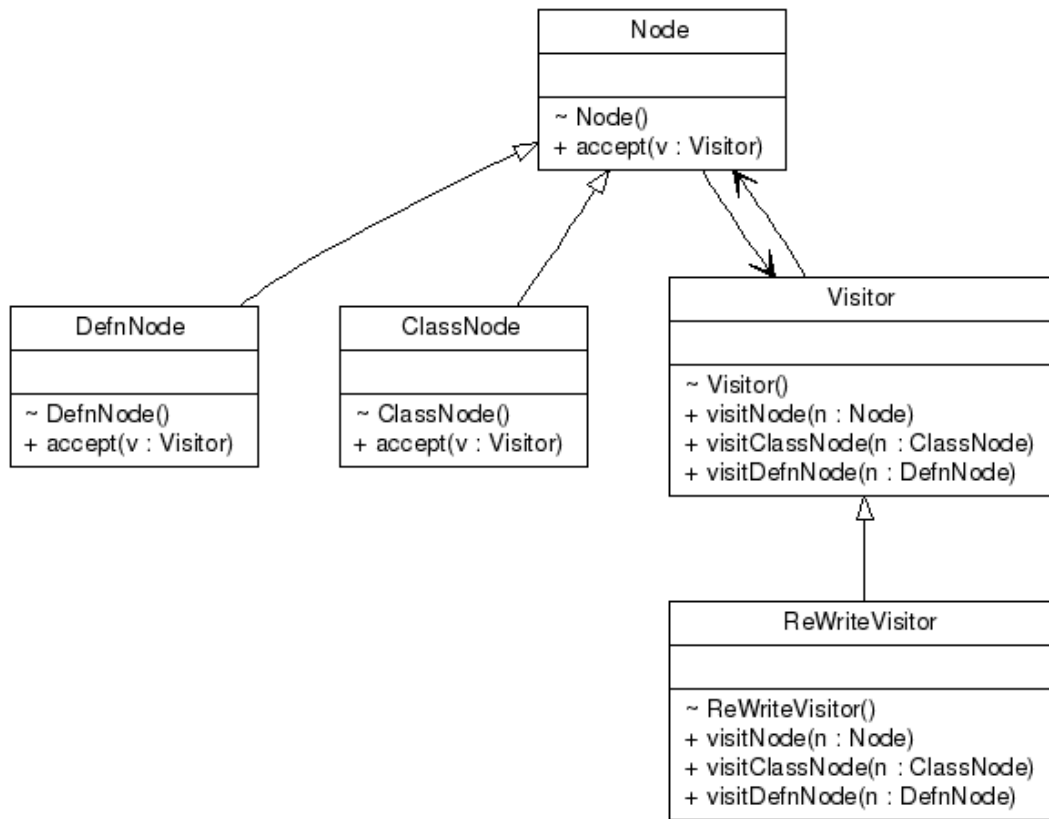 Node
~ Node()
+ accept(v : Visitor)
DefnNode
~ DefnNode()
+ accept(v : Visitor)
ClassNode
~ ClassNode()
+ accept(v : Visitor)
Visitor
~ Visitor()
+ visitNode(n : Node)
+ visitClassNode(n : ClassNode)
+ visitDefnNode(n : DefnNode)
ReWriteVisitor
~ ReWriteVisitor()
+ visitNode(n : Node)
+ visitClassNode(n : ClassNode)
+ visitDefnNode(n : DefnNode)